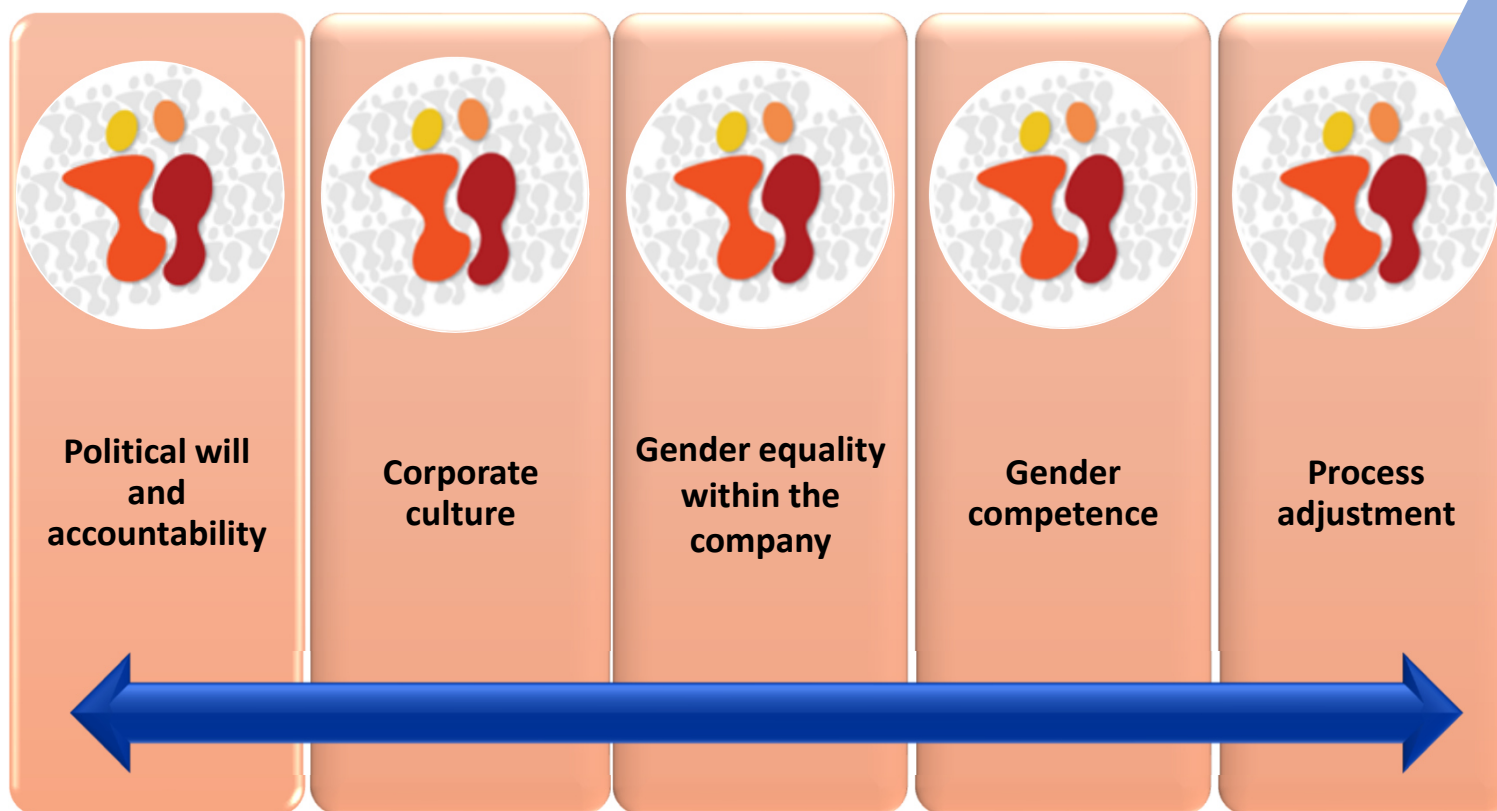 Political will
and
accountability
Corporate
culture
Gender equality
within the
company
Gender
competence
Process
adjustment